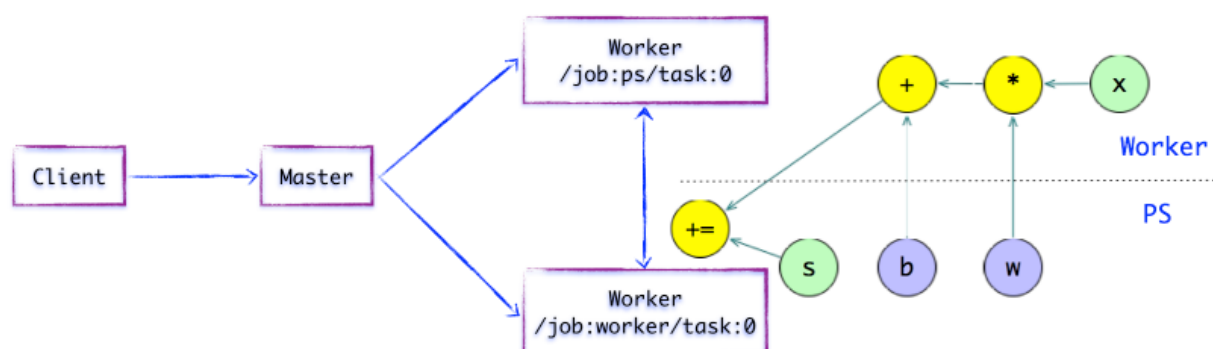 Client
Master
Worker
/job:ps/task:0
Worker
/job:worker/task:0
+
*
x
Worker
PS
+=
s
b
w